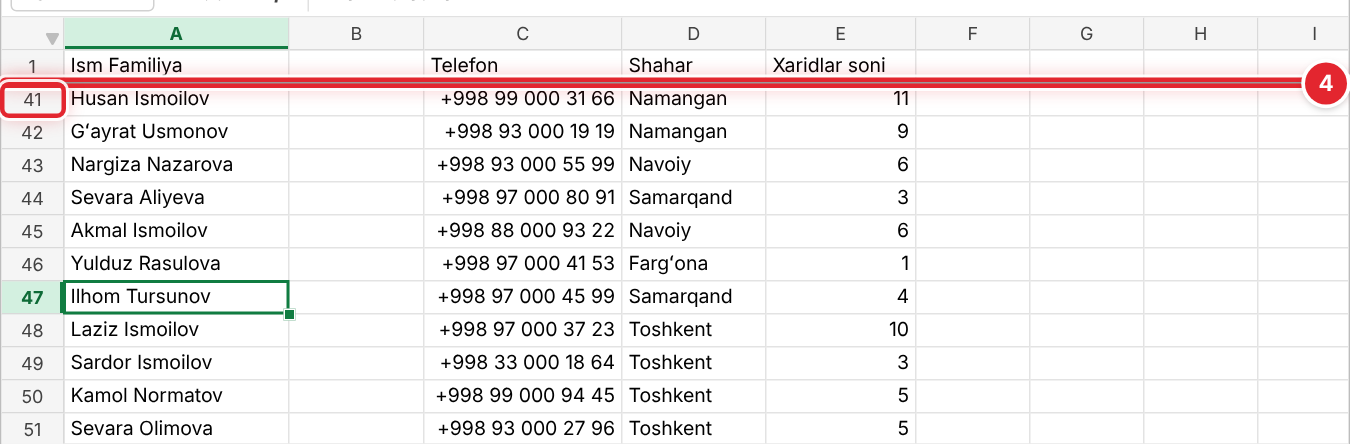 A B C D E F G H I
1 Ism Familiya Telefon Shahar Xaridlar soni
4
41 Husan Ismoilov +998 99 000 31 66 Namangan 11
42 Gʻayrat Usmonov +998 93 000 19 19 Namangan 9
43 Nargiza Nazarova +998 93 000 55 99 Navoiy 6
44 Sevara Aliyeva +998 97 000 80 91 Samarqand 3
45 Akmal Ismoilov +998 88 000 93 22 Navoiy 6
46 Yulduz Rasulova +998 97 000 41 53 Fargʻona 1
47 Ilhom Tursunov +998 97 000 45 99 Samarqand 4
48 Laziz Ismoilov +998 97 000 37 23 Toshkent 10
49 Sardor Ismoilov +998 33 000 18 64 Toshkent 3
50 Kamol Normatov +998 99 000 94 45 Toshkent 5
51 Sevara Olimova +998 93 000 27 96 Toshkent 5